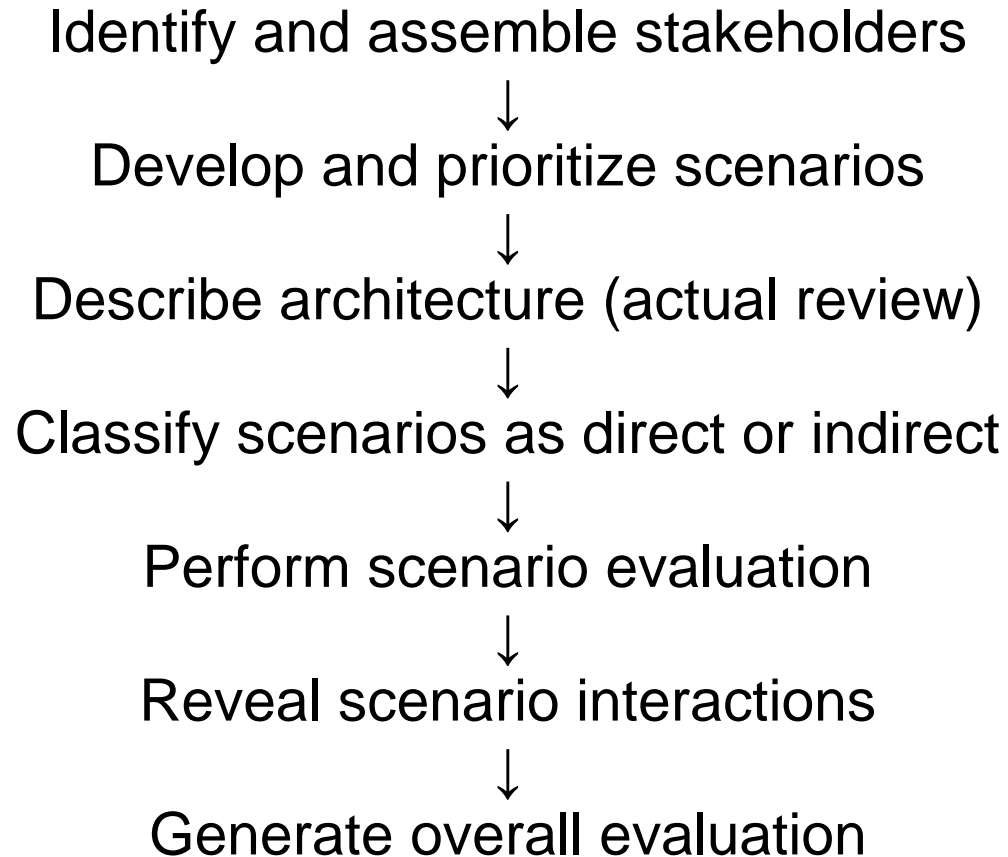 Identify and assemble stakeholders
↓
Develop and prioritize scenarios
↓
Describe architecture (actual review)
↓
Classify scenarios as direct or indirect
↓
Perform scenario evaluation
↓
Reveal scenario interactions
↓
Generate overall evaluation